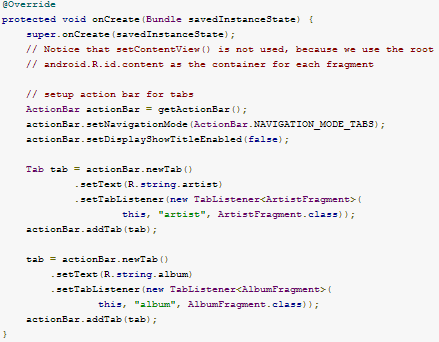 @Override
protected void onCreate(Bundle savedInstanceState) {
    super.onCreate(savedInstanceState);
    // Notice that setContentView() is not used, because we use the root
    // android.R.id.content as the container for each fragment

    // setup action bar for tabs
    ActionBar actionBar = getActionBar();
    actionBar.setNavigationMode(ActionBar.NAVIGATION_MODE_TABS);
    actionBar.setDisplayShowTitleEnabled(false);

    Tab tab = actionBar.newTab()
            .setText(R.string.artist)
            .setTabListener(new TabListener<ArtistFragment>(
                    this, "artist", ArtistFragment.class));
    actionBar.addTab(tab);

    tab = actionBar.newTab()
        .setText(R.string.album)
        .setTabListener(new TabListener<AlbumFragment>(
                this, "album", AlbumFragment.class));
    actionBar.addTab(tab);
}